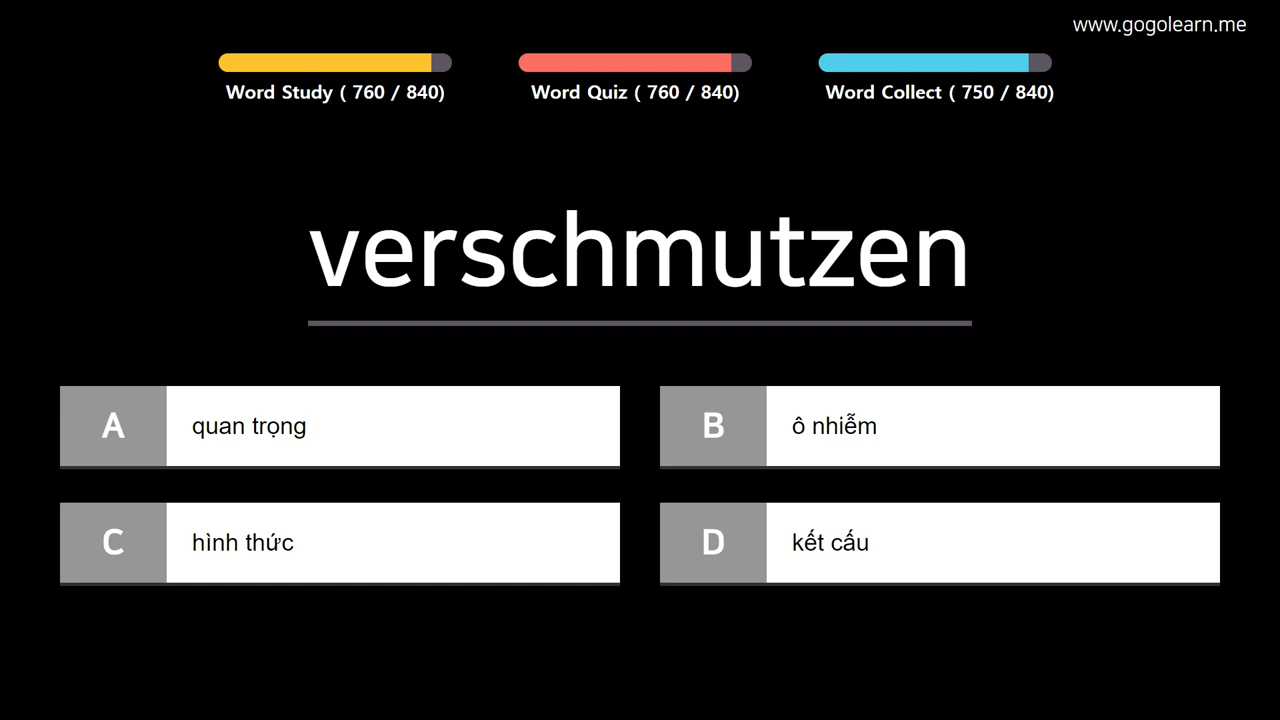 www.gogolearn.me
Word Study ( 760 / 840)
Word Quiz ( 760 / 840)
Word Collect ( 750 / 840)
verschmutzen
A quan trọng
B ô nhiễm
C hình thức
D kết cấu